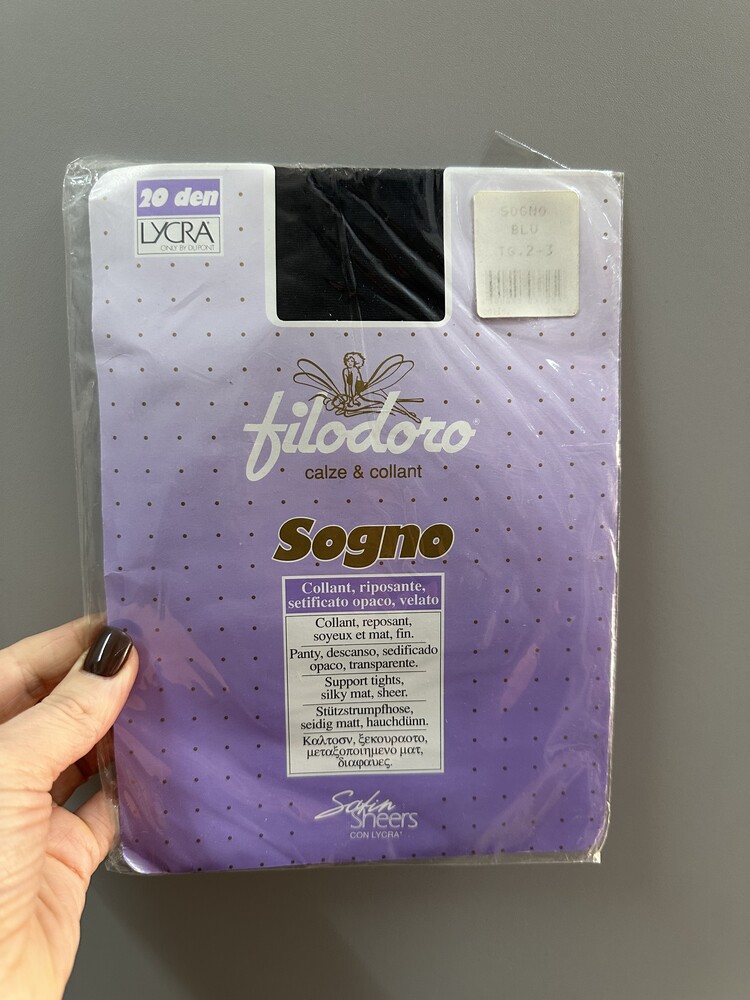 20 den
LYCRA®
ONLY BY DU PONT
SOGNO
BLU
TG.2-3
filodoro®
calze & collant
Sogno
Collant, riposante,
setificato opaco, velato
Collant, reposant,
soyeux et mat, fin.
Panty, descanso, sedificado
opaco, transparente.
Support tights,
silky mat, sheer.
Stützstrumpfhose,
seidig matt, hauchdünn.
Καλτσον, ξεκουραστο,
μεταξοποιημενο ματ,
διαφανες.
Satin
Sheers
CON LYCRA®